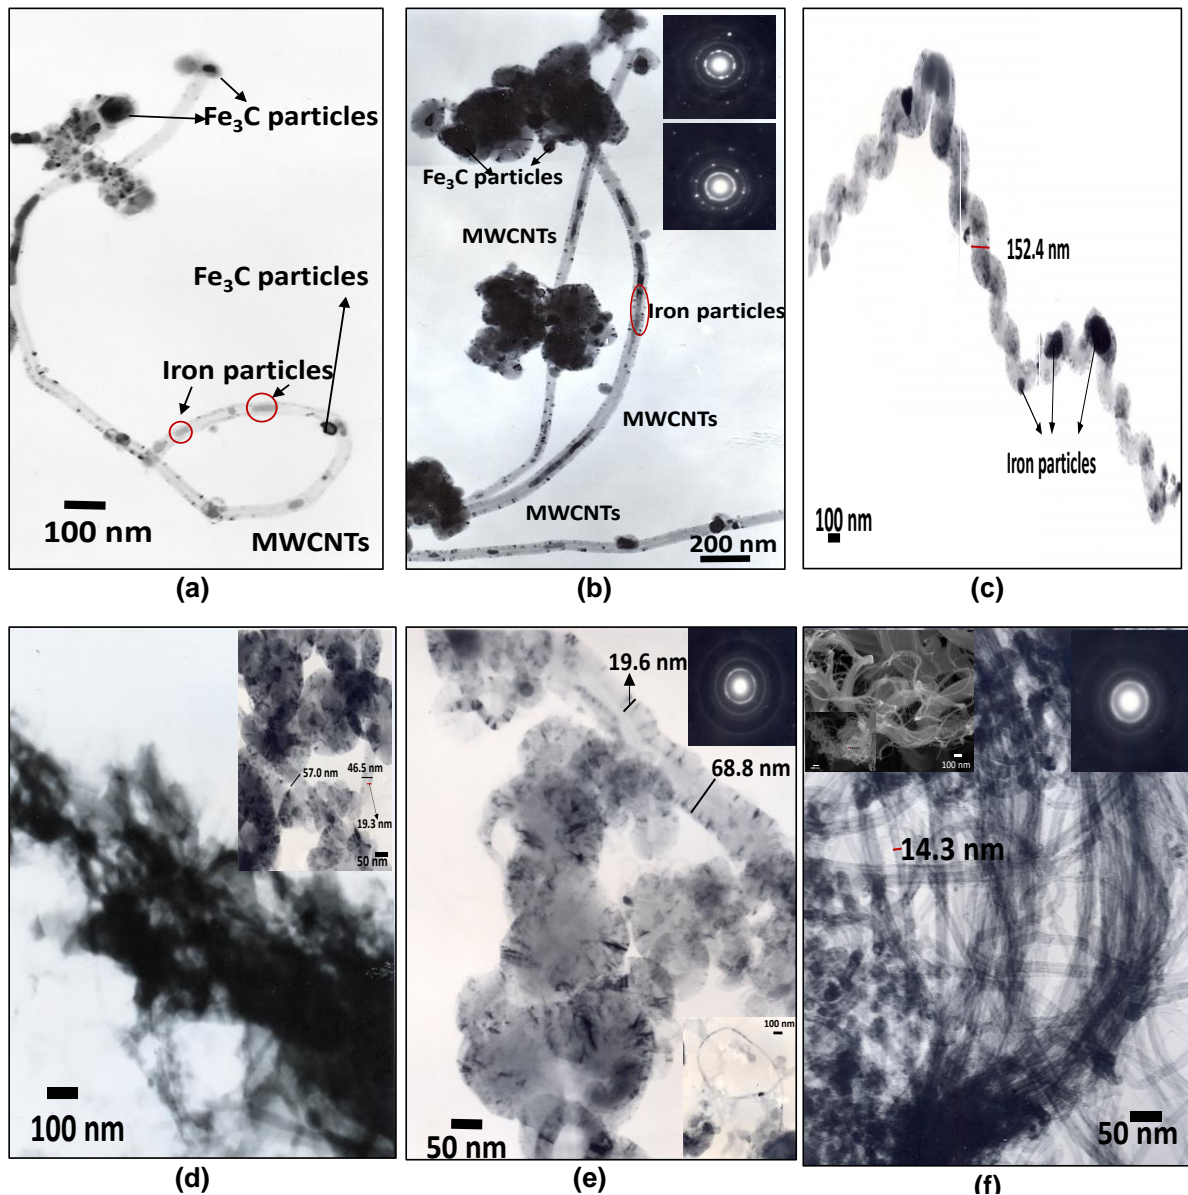 Fe₃C particles
Fe₃C particles
Iron particles
100 nm
MWCNTs
(a)
Fe₃C particles
MWCNTs
Iron particles
MWCNTs
MWCNTs
200 nm
(b)
152.4 nm
Iron particles
100 nm
(c)
57.0 nm
46.5 nm
19.3 nm
50 nm
100 nm
(d)
19.6 nm
68.8 nm
100 nm
50 nm
(e)
100 nm
14.3 nm
50 nm
(f)